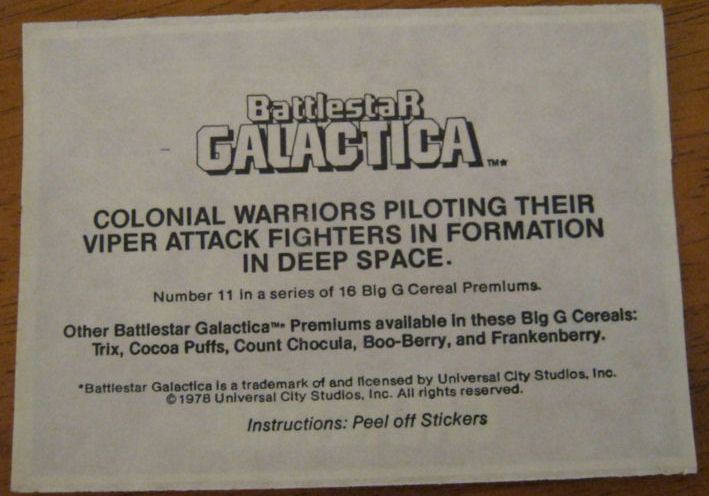 BattlestaR
GALACTICA™*
COLONIAL WARRIORS PILOTING THEIR
VIPER ATTACK FIGHTERS IN FORMATION
IN DEEP SPACE.
Number 11 in a series of 16 Big G Cereal Premiums.
Other Battlestar Galactica™* Premiums available in these Big G Cereals:
Trix, Cocoa Puffs, Count Chocula, Boo-Berry, and Frankenberry.
*Battlestar Galactica is a trademark of and licensed by Universal City Studios, Inc.
©1978 Universal City Studios, Inc. All rights reserved.
Instructions: Peel off Stickers